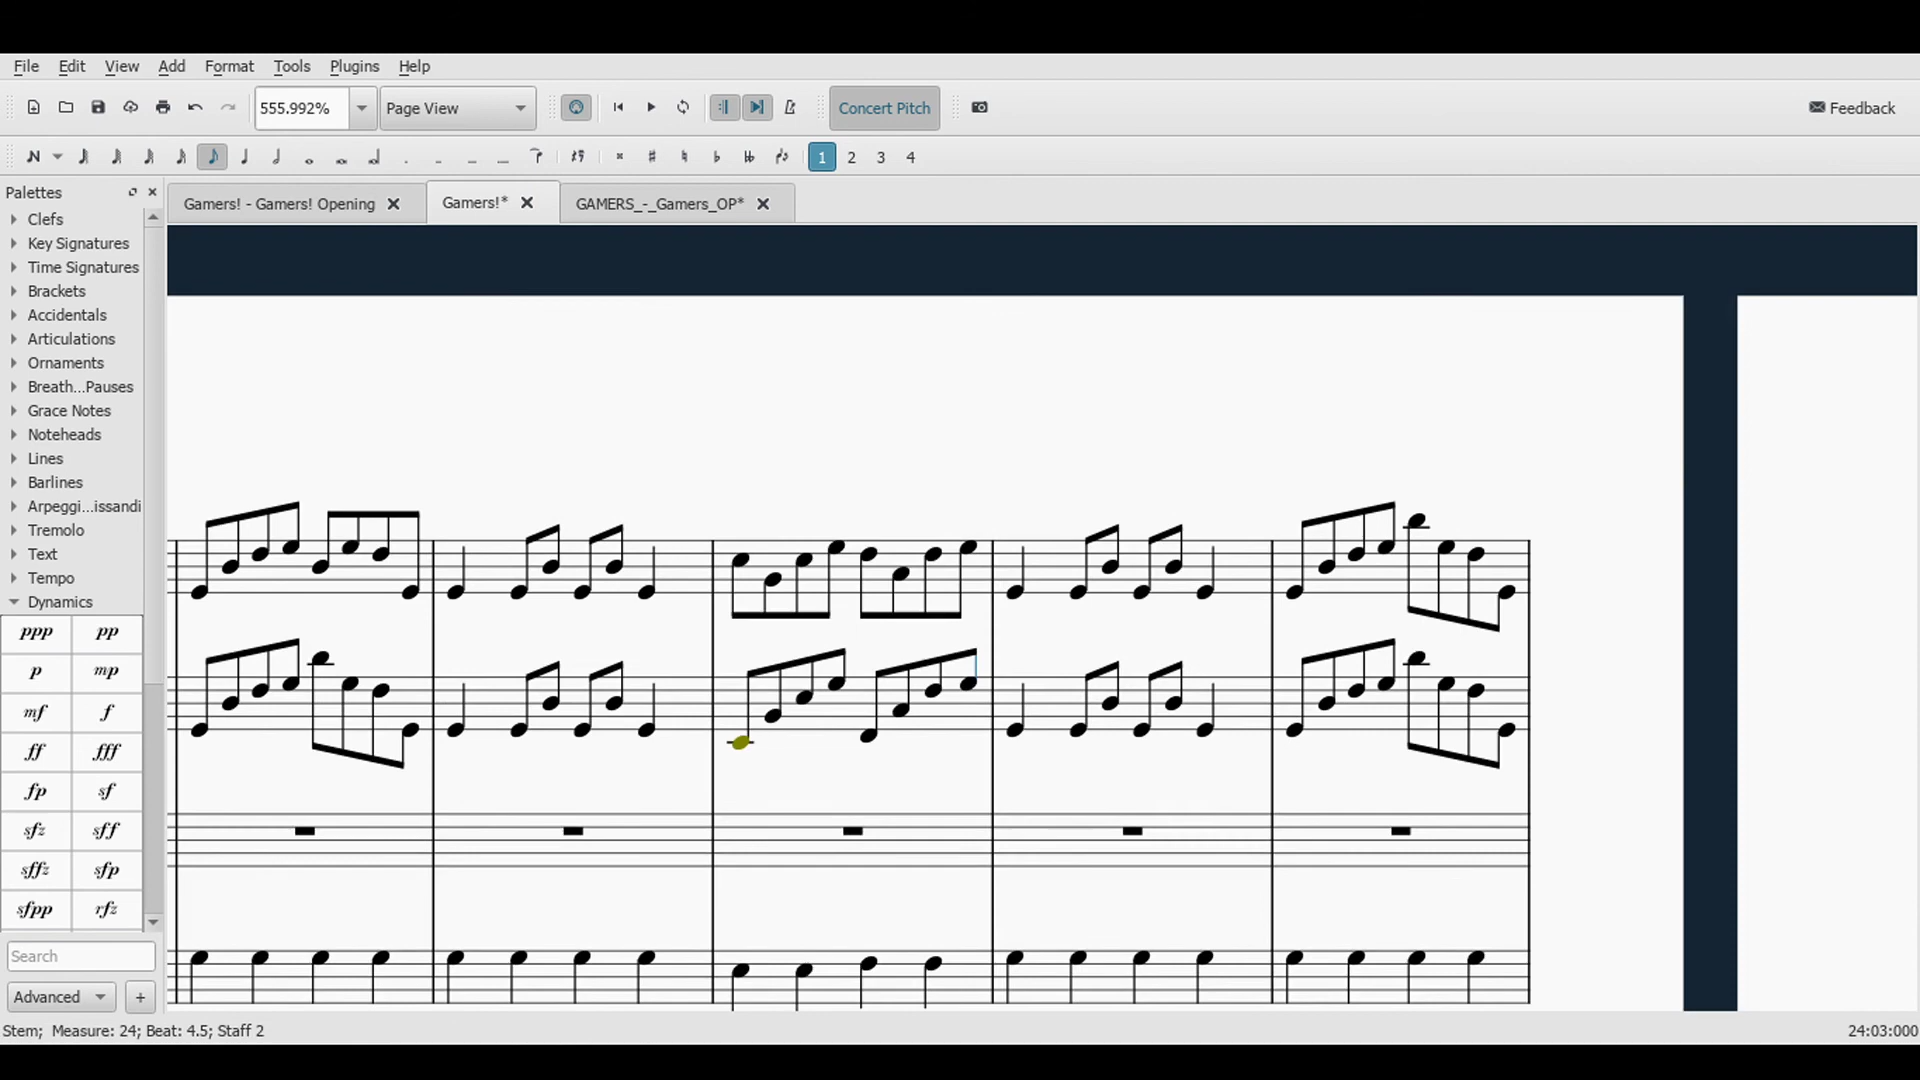 File Edit View Add Format Tools Plugins Help
555.992% Page View Concert Pitch Feedback
1 2 3 4
Palettes
Gamers! - Gamers! Opening Gamers!* GAMERS_-_Gamers_OP*
Clefs
Key Signatures
Time Signatures
Brackets
Accidentals
Articulations
Ornaments
Breath...Pauses
Grace Notes
Noteheads
Lines
Barlines
Arpeggi...issandi
Tremolo
Text
Tempo
Dynamics
ppp pp
p mp
mf f
ff fff
fp sf
sfz sff
sffz sfp
sfpp rfz
Search
Advanced +
Stem; Measure: 24; Beat: 4.5; Staff 2 24:03:000